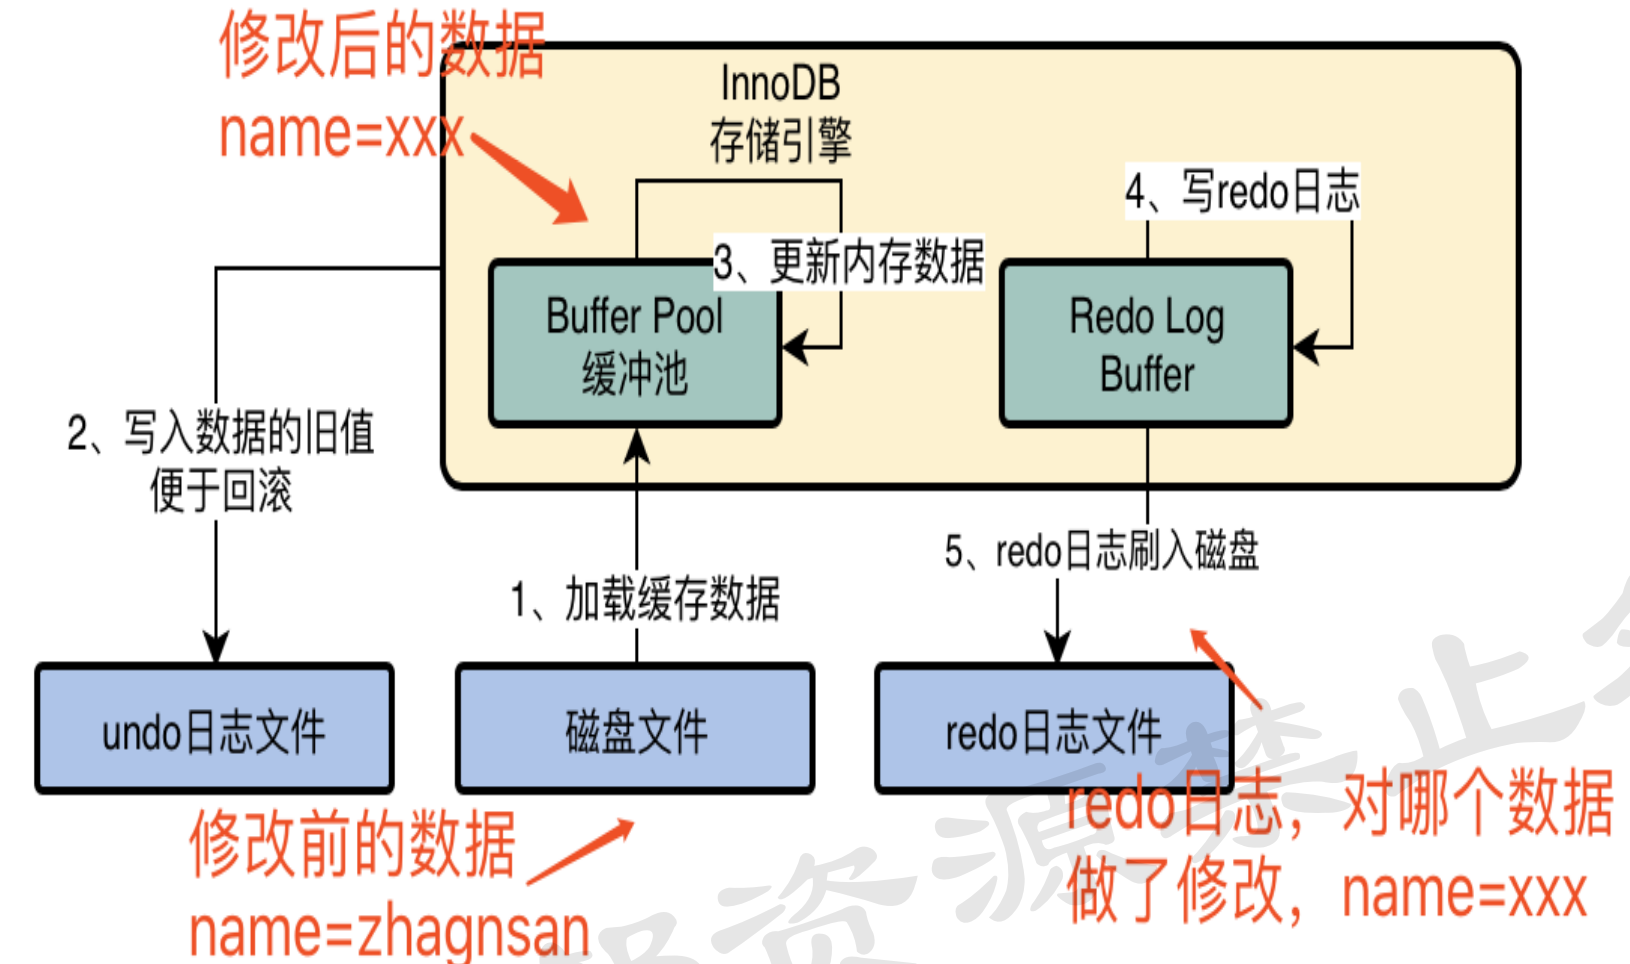 修改后的数据
name=xxx
InnoDB
存储引擎
4、写redo日志
3、更新内存数据
Buffer Pool
缓冲池
Redo Log
Buffer
2、写入数据的旧值
便于回滚
5、redo日志刷入磁盘
1、加载缓存数据
undo日志文件
磁盘文件
redo日志文件
修改前的数据
name=zhagnsan
redo日志，对哪个数据
做了修改，name=xxx
资源禁止